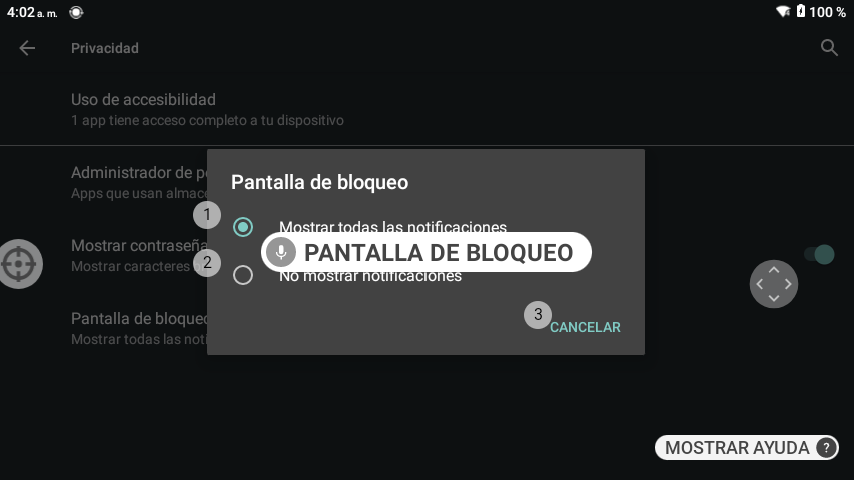 4:02 a. m.
100 %
Privacidad
Uso de accesibilidad
1 app tiene acceso completo a tu dispositivo
Administrador de
Apps que usan
Pantalla de bloqueo
1
Mostrar todas las notificaciones
PANTALLA DE BLOQUEO
Mostrar contraseña
2
Mostrar caracteres
No mostrar notificaciones
Pantalla de bloqueo
3
CANCELAR
Mostrar todas las
MOSTRAR AYUDA ?